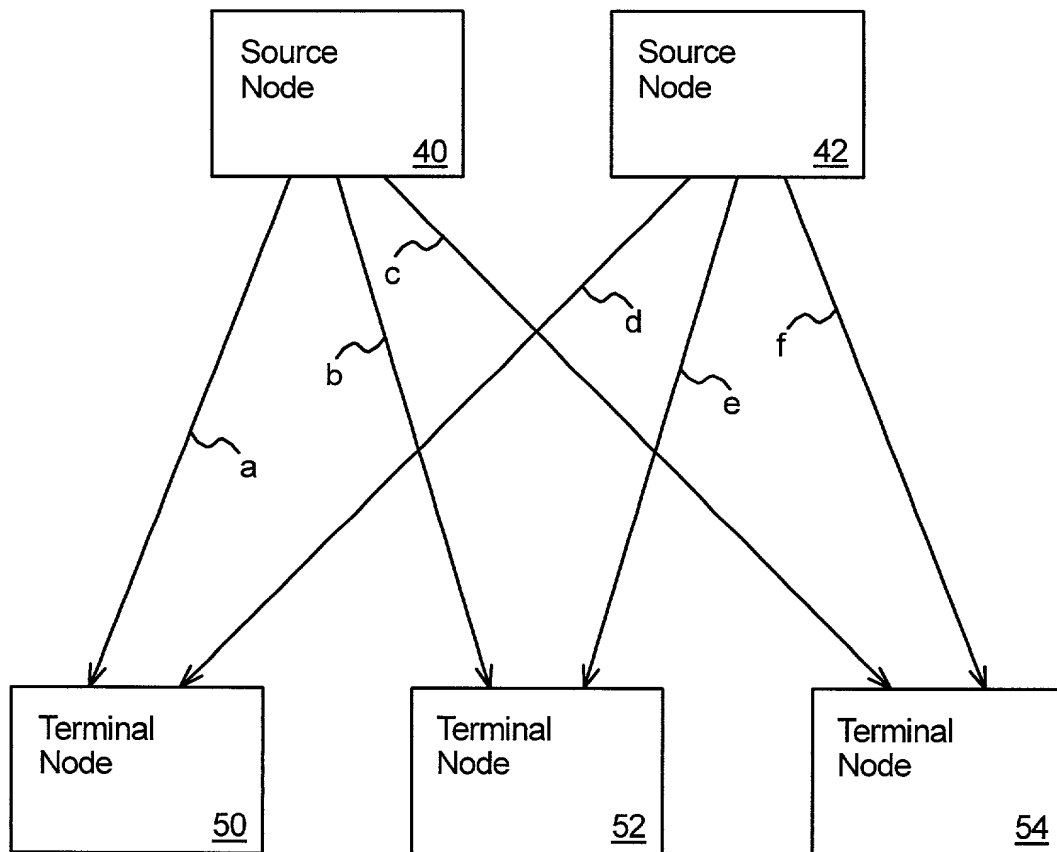 Source
Node
40
Source
Node
42
c
d
f
b
e
a
Terminal
Node
50
Terminal
Node
52
Terminal
Node
54